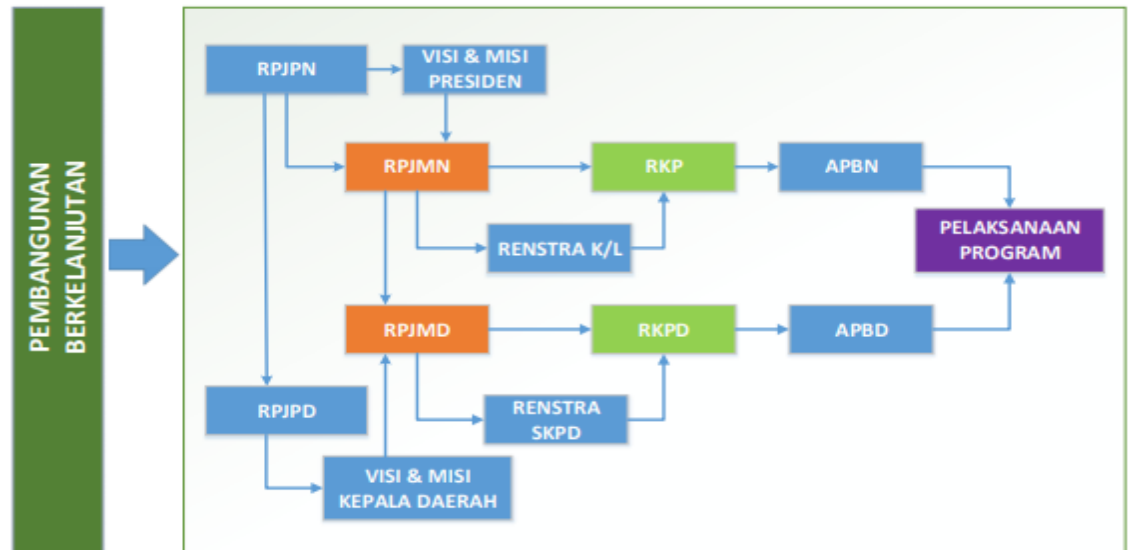 PEMBANGUNAN
BERKELANJUTAN
RPJPN
VISI & MISI
PRESIDEN
RPJMN
RKP
APBN
RENSTRA K/L
PELAKSANAAN
PROGRAM
RPJMD
RKPD
APBD
RPJPD
RENSTRA
SKPD
VISI & MISI
KEPALA DAERAH